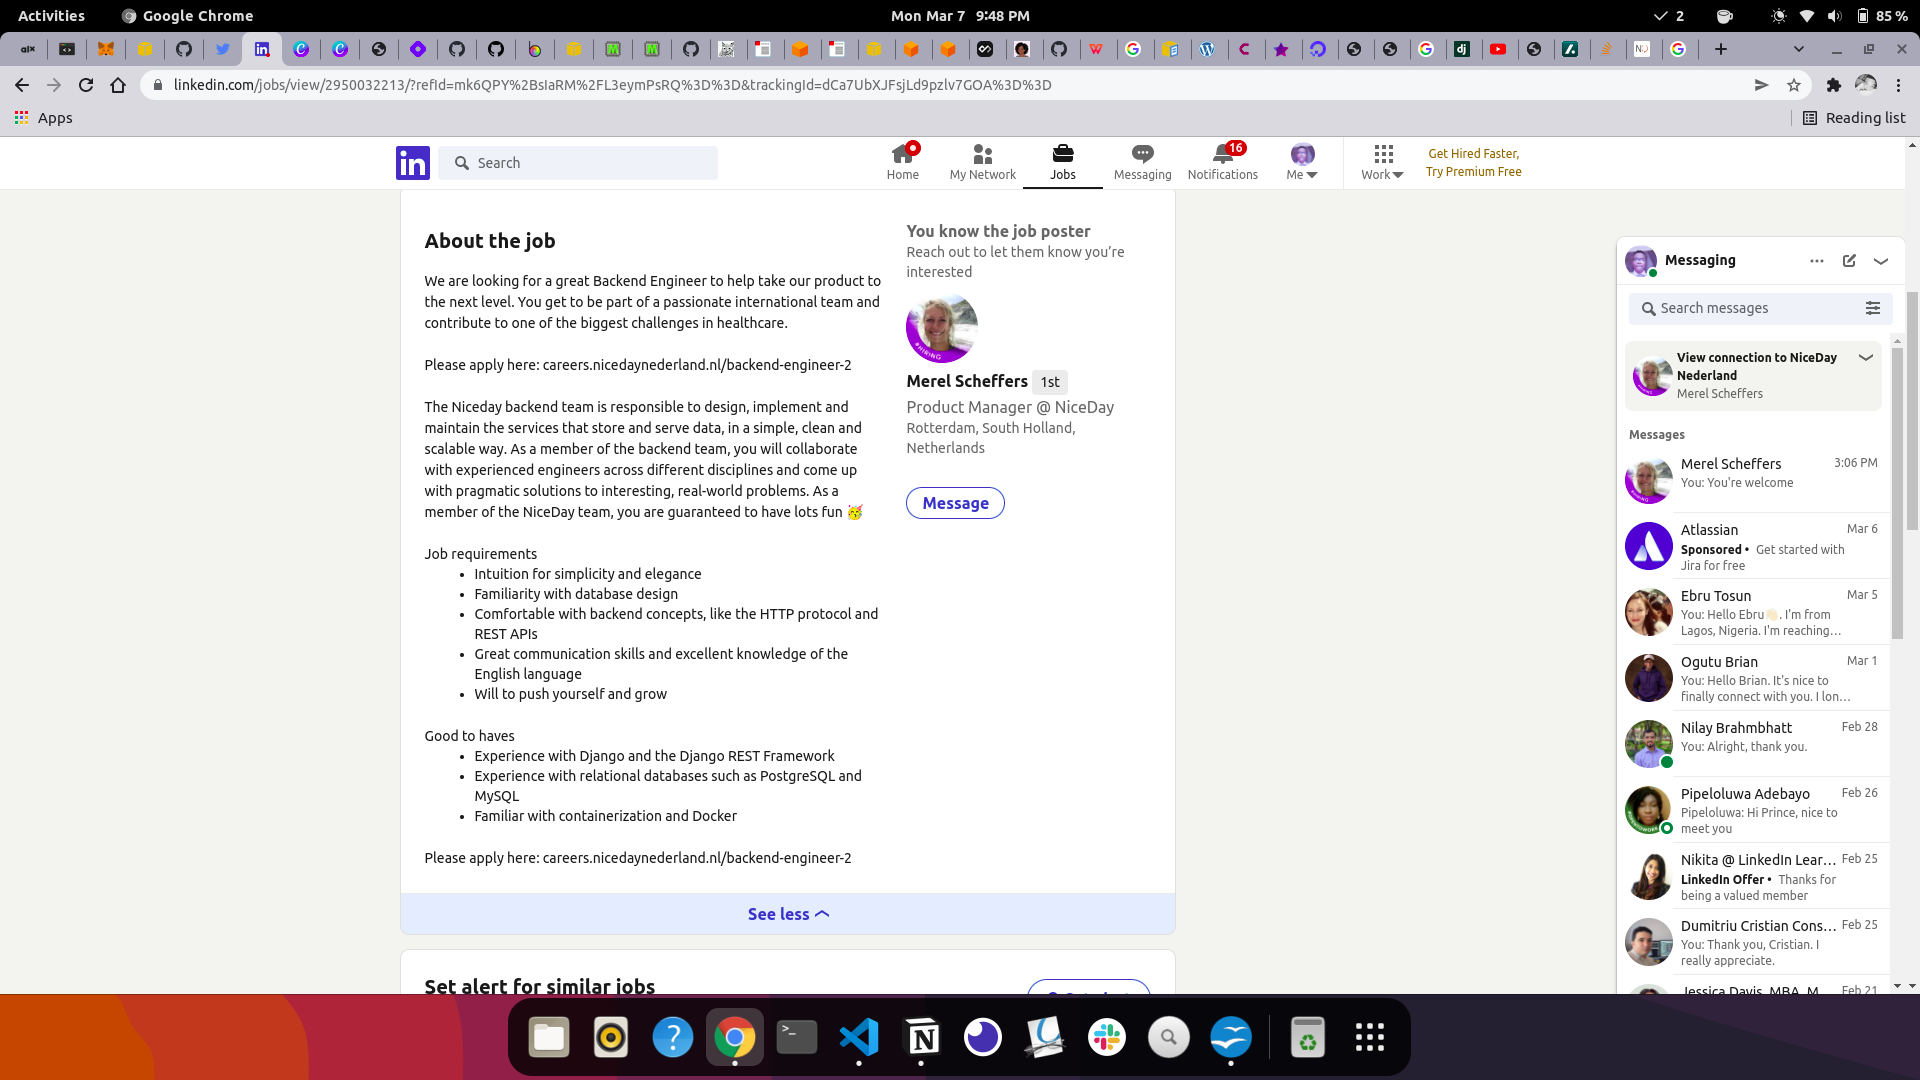 Activities
Google Chrome
Mon Mar 7 9:48 PM
2
85 %
linkedin.com/jobs/view/2950032213/?refId=mk6QPY%2BsIaRM%2FL3eymPsRQ%3D%3D&trackingId=dCa7UbXJFsjLd9pzlv7GOA%3D%3D
Apps
Reading list
in
Search
Home
My Network
Jobs
Messaging
16
Notifications
Me
Work
Get Hired Faster,
Try Premium Free
About the job
We are looking for a great Backend Engineer to help take our product to
the next level. You get to be part of a passionate international team and
contribute to one of the biggest challenges in healthcare.
Please apply here: careers.nicedaynederland.nl/backend-engineer-2
The Niceday backend team is responsible to design, implement and
maintain the services that store and serve data, in a simple, clean and
scalable way. As a member of the backend team, you will collaborate
with experienced engineers across different disciplines and come up
with pragmatic solutions to interesting, real-world problems. As a
member of the NiceDay team, you are guaranteed to have lots fun 🥳
Job requirements
• Intuition for simplicity and elegance
• Familiarity with database design
• Comfortable with backend concepts, like the HTTP protocol and
REST APIs
• Great communication skills and excellent knowledge of the
English language
• Will to push yourself and grow
Good to haves
• Experience with Django and the Django REST Framework
• Experience with relational databases such as PostgreSQL and
MySQL
• Familiar with containerization and Docker
Please apply here: careers.nicedaynederland.nl/backend-engineer-2
See less
Set alert for similar jobs
You know the job poster
Reach out to let them know you're
interested
#HIRING
Merel Scheffers 1st
Product Manager @ NiceDay
Rotterdam, South Holland,
Netherlands
Message
Messaging
Search messages
View connection to NiceDay
Nederland
Merel Scheffers
Messages
Merel Scheffers 3:06 PM
You: You're welcome
Atlassian Mar 6
Sponsored • Get started with
Jira for free
Ebru Tosun Mar 5
You: Hello Ebru👋🏻. I'm from
Lagos, Nigeria. I'm reaching…
Ogutu Brian Mar 1
You: Hello Brian. It's nice to
finally connect with you. I lon…
Nilay Brahmbhatt Feb 28
You: Alright, thank you.
Pipeloluwa Adebayo Feb 26
Pipeloluwa: Hi Prince, nice to
meet you
Nikita @ LinkedIn Lear… Feb 25
LinkedIn Offer • Thanks for
being a valued member
Dumitriu Cristian Cons… Feb 25
You: Thank you, Cristian. I
really appreciate.
Jessica Davis, MBA, M… Feb 21